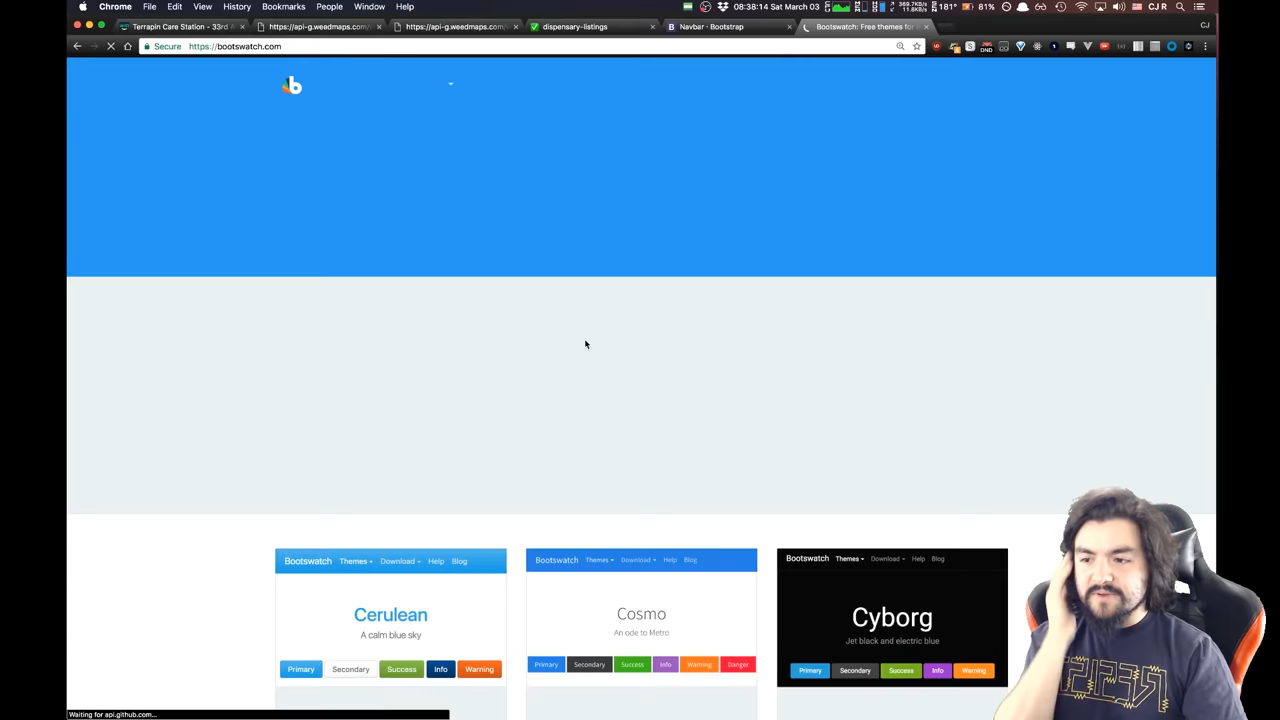 Chrome File Edit View History Bookmarks People Window Help
08:38:14 Sat March 03 181° 81% CJ R
Terrapin Care Station - 33rd A
https://api-g.weedmaps.com/
https://api-g.weedmaps.com/
dispensary-listings
Navbar · Bootstrap
Bootswatch: Free themes for
CJ
Secure https://bootswatch.com
b
Bootswatch Themes Download Help Blog
Cerulean
A calm blue sky
Primary Secondary Success Info Warning
Bootswatch Themes Download Help Blog
Cosmo
An ode to Metro
Primary Secondary Success Info Warning Danger
Bootswatch Themes Download Help Blog
Cyborg
Jet black and electric blue
Primary Secondary Success Info Warning
Waiting for api.github.com...